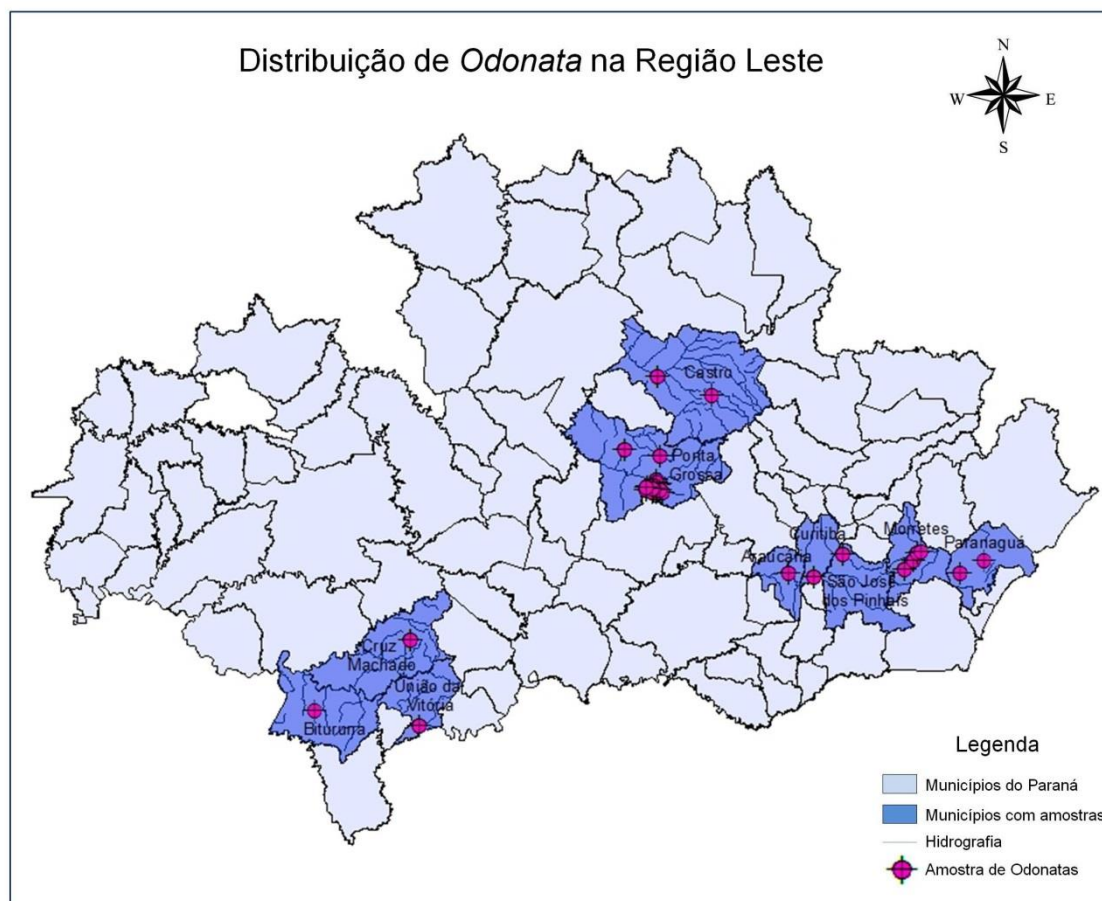 Distribuição de Odonata na Região Leste
N
W E
S
Castro
Ponta
Grossa
Curitiba
Morretes
Araucária
Paranaguá
São José
dos Pinhais
Cruz
Machado
União da
Vitória
Bituruna
Legenda
Municípios do Paraná
Municípios com amostras
Hidrografia
Amostra de Odonatas